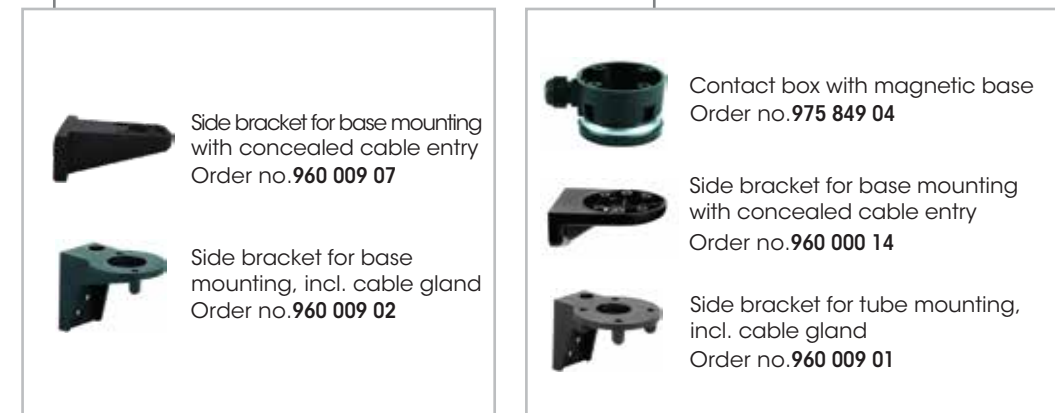 Side bracket for base mounting
with concealed cable entry
Order no.960 009 07
Side bracket for base
mounting, incl. cable gland
Order no.960 009 02
Contact box with magnetic base
Order no.975 849 04
Side bracket for base mounting
with concealed cable entry
Order no.960 000 14
Side bracket for tube mounting,
incl. cable gland
Order no.960 009 01